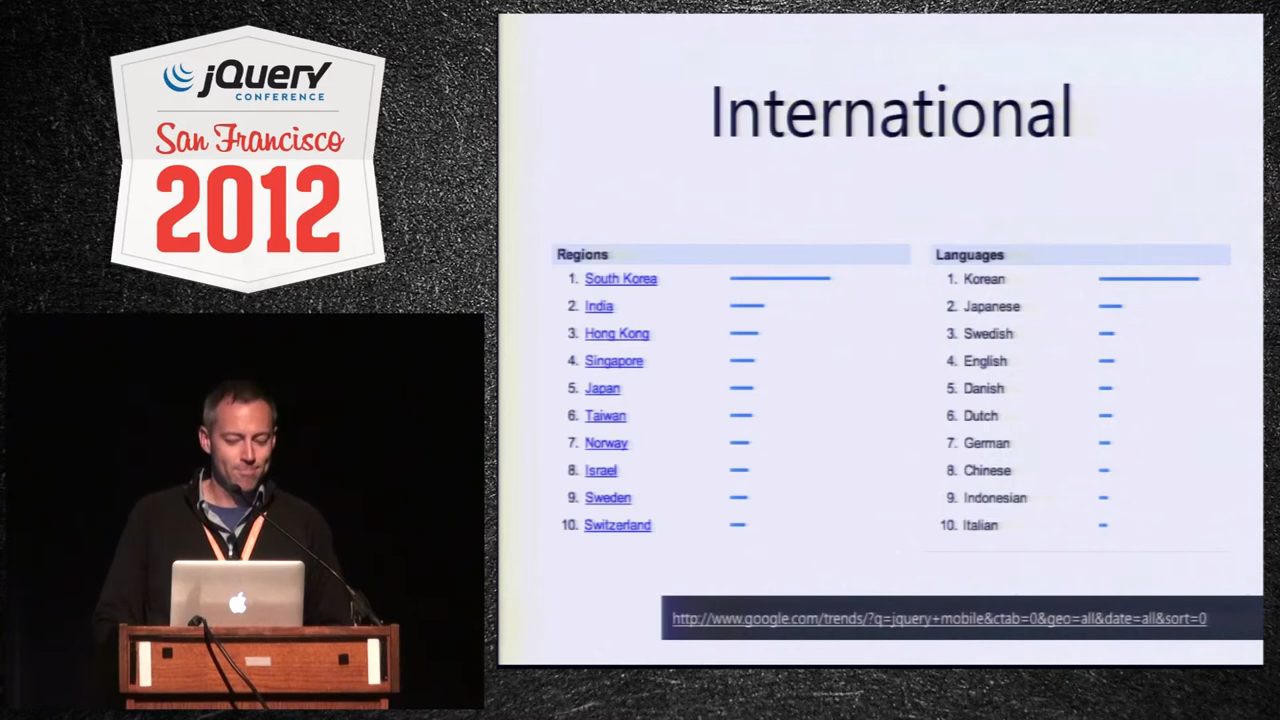 jQuery
CONFERENCE
San Francisco
2012
International
Regions
1. South Korea
2. India
3. Hong Kong
4. Singapore
5. Japan
6. Taiwan
7. Norway
8. Israel
9. Sweden
10. Switzerland
Languages
1. Korean
2. Japanese
3. Swedish
4. English
5. Danish
6. Dutch
7. German
8. Chinese
9. Indonesian
10. Italian
http://www.google.com/trends/?q=jquery+mobile&ctab=0&geo=all&date=all&sort=0